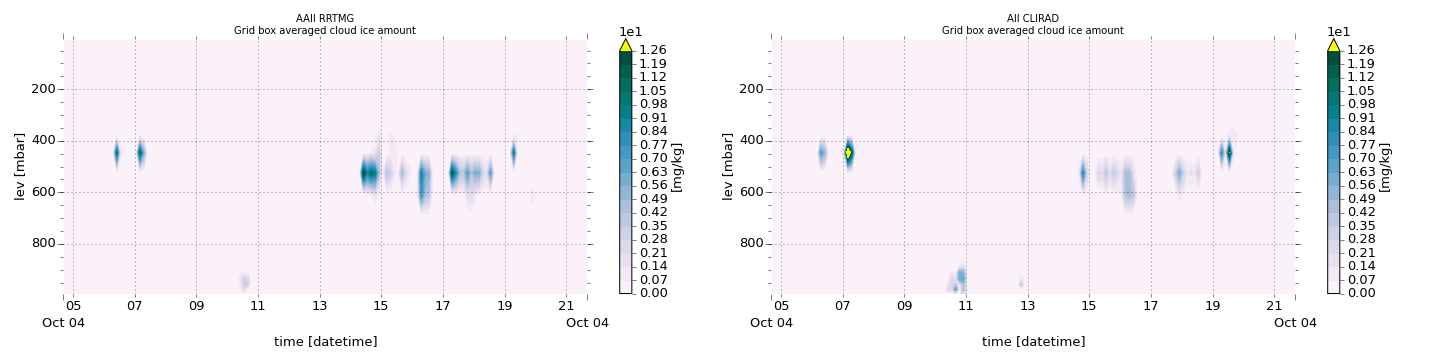 AAII RRTMG
Grid box averaged cloud ice amount
1e1
1.26
1.19
1.12
1.05
0.98
0.91
0.84
0.77
0.70
0.63
0.56
0.49
0.42
0.35
0.28
0.21
0.14
0.07
0.00
[mg/kg]
200
400
600
800
lev [mbar]
05 07 09 11 13 15 17 19 21
Oct 04 Oct 04
time [datetime]
AII CLIRAD
Grid box averaged cloud ice amount
1e1
1.26
1.19
1.12
1.05
0.98
0.91
0.84
0.77
0.70
0.63
0.56
0.49
0.42
0.35
0.28
0.21
0.14
0.07
0.00
[mg/kg]
200
400
600
800
lev [mbar]
05 07 09 11 13 15 17 19 21
Oct 04 Oct 04
time [datetime]